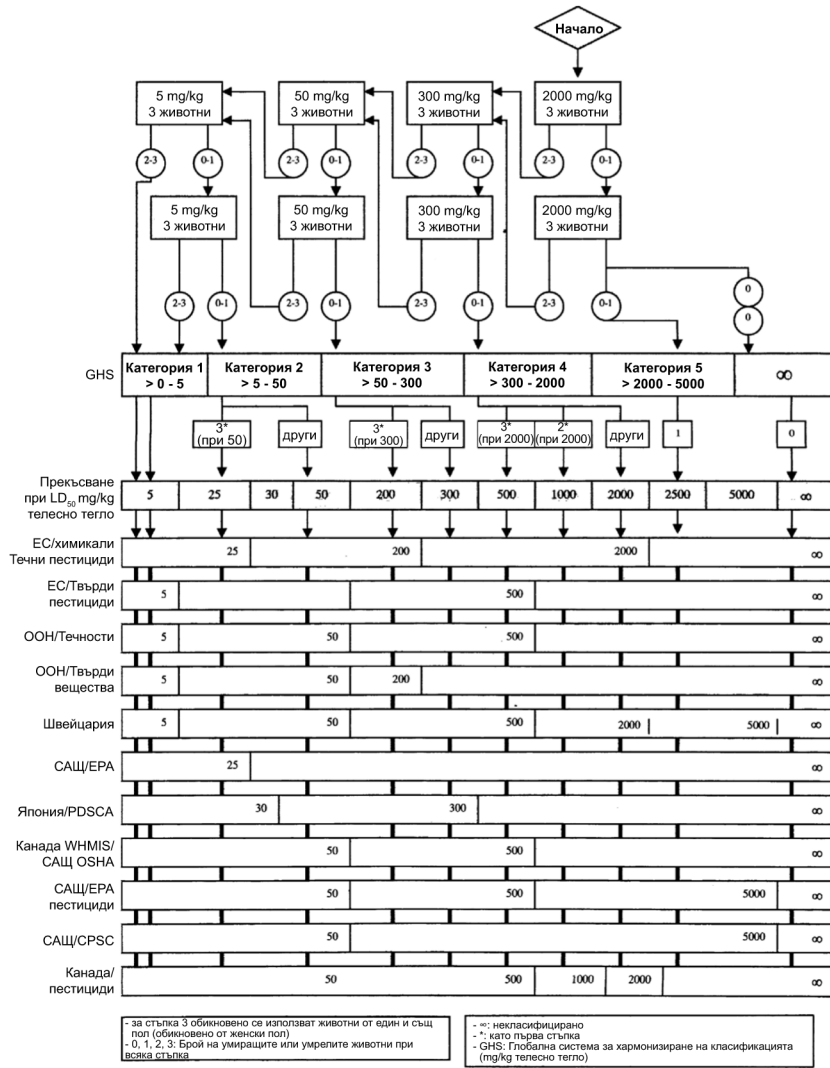 Начало
5 mg/kg
3 животни
50 mg/kg
3 животни
300 mg/kg
3 животни
2000 mg/kg
3 животни
2-3
0-1
2-3
0-1
2-3
0-1
2-3
0-1
5 mg/kg
3 животни
50 mg/kg
3 животни
300 mg/kg
3 животни
2000 mg/kg
3 животни
2-3
0-1
2-3
0-1
2-3
0-1
2-3
0-1
0
0
GHS
Категория 1
> 0 - 5
Категория 2
> 5 - 50
Категория 3
> 50 - 300
Категория 4
> 300 - 2000
Категория 5
> 2000 - 5000
∞
3*
(при 50)
други
3*
(при 300)
други
3*
(при 2000)
2*
(при 2000)
други
1
0
Прекъсване
при LD50 mg/kg
телесно тегло
5 25 30 50 200 300 500 1000 2000 2500 5000 ∞
ЕС/химикали
Течни пестициди
25 200 2000 ∞
ЕС/Твърди
пестициди
5 500 ∞
ООН/Течности
5 50 500 ∞
ООН/Твърди
вещества
5 50 200 ∞
Швейцария
5 50 500 2000 5000 ∞
САЩ/EPA
25 ∞
Япония/PDSCA
30 300 ∞
Канада WHMIS/
САЩ OSHA
50 500 ∞
САЩ/EPA
пестициди
50 500 5000 ∞
САЩ/CPSC
50 5000 ∞
Канада/
пестициди
50 500 1000 2000 ∞
- за стъпка 3 обикновено се използват животни от един и същ
пол (обикновено от женски пол)
- 0, 1, 2, 3: Брой на умиращите или умрелите животни при
всяка стъпка
- ∞: некласифицирано
- *: като първа стъпка
- GHS: Глобална система за хармонизиране на класификацията
(mg/kg телесно тегло)